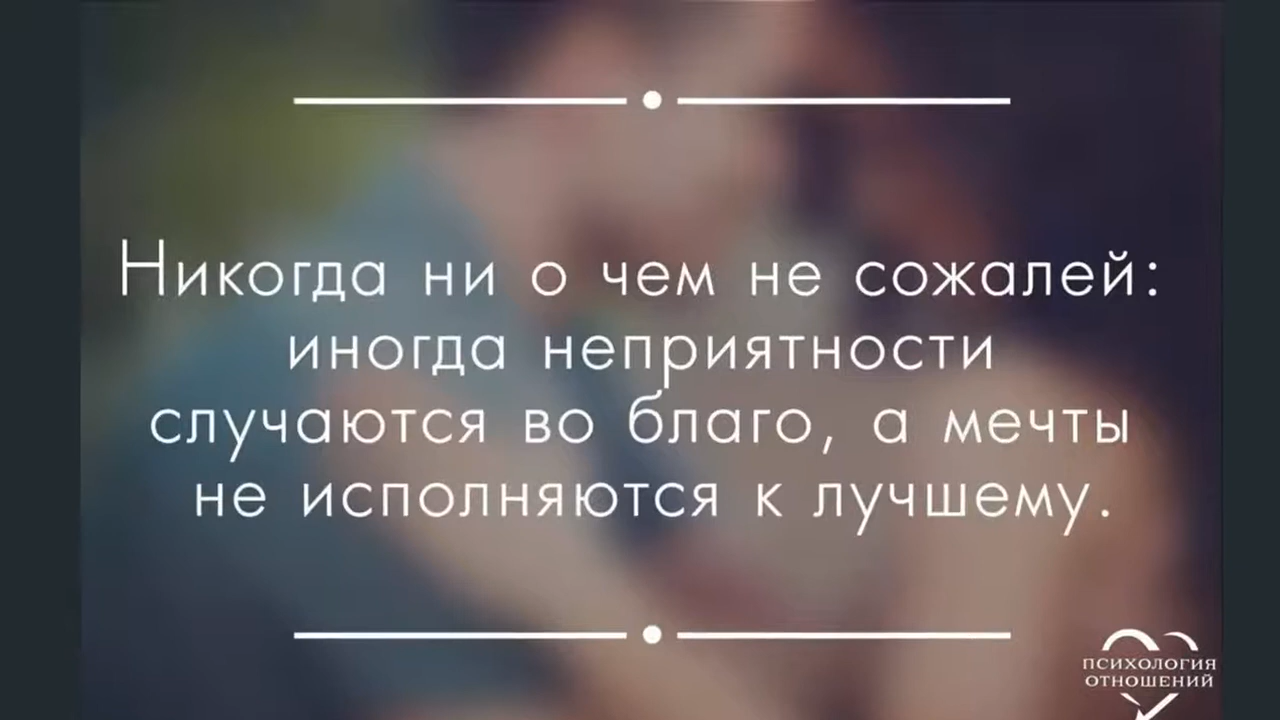 Никогда ни о чем не сожалей:
иногда неприятности
случаются во благо, а мечты
не исполняются к лучшему.
ПСИХОЛОГИЯ
ОТНОШЕНИЙ